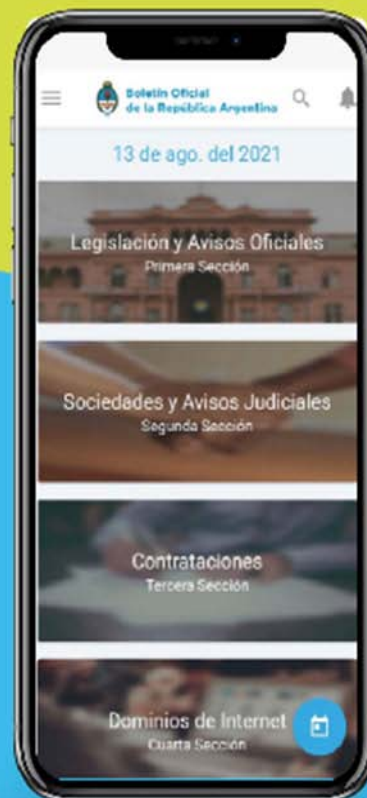 Boletín Oficial
de la República Argentina
13 de ago. del 2021
Legislación y Avisos Oficiales
Primera Sección
Sociedades y Avisos Judiciales
Segunda Sección
Contrataciones
Tercera Sección
Dominios de Internet
Cuarta Sección